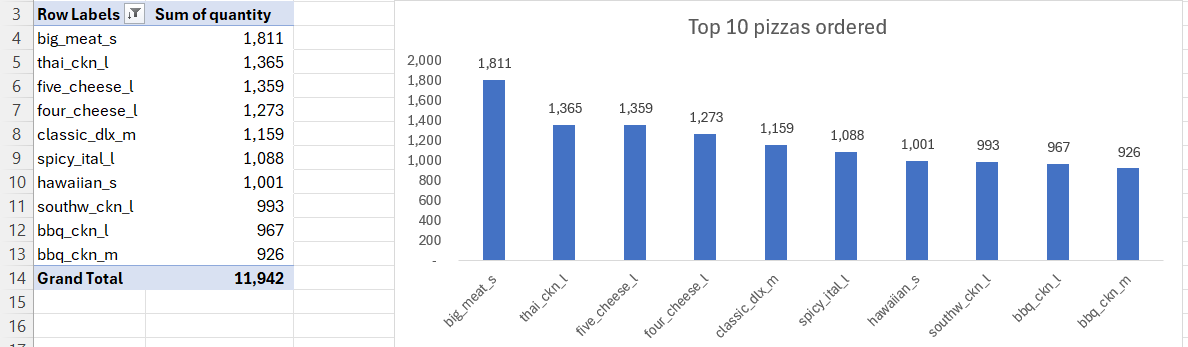 3 Row Labels Sum of quantity
4 big_meat_s 1,811
5 thai_ckn_l 1,365
6 five_cheese_l 1,359
7 four_cheese_l 1,273
8 classic_dlx_m 1,159
9 spicy_ital_l 1,088
10 hawaiian_s 1,001
11 southw_ckn_l 993
12 bbq_ckn_l 967
13 bbq_ckn_m 926
14 Grand Total 11,942
15
16
Top 10 pizzas ordered
2,000
1,800
1,600
1,400
1,200
1,000
800
600
400
200
-
1,811 1,365 1,359 1,273 1,159 1,088 1,001 993 967 926
big_meat_s thai_ckn_l five_cheese_l four_cheese_l classic_dlx_m spicy_ital_l hawaiian_s southw_ckn_l bbq_ckn_l bbq_ckn_m